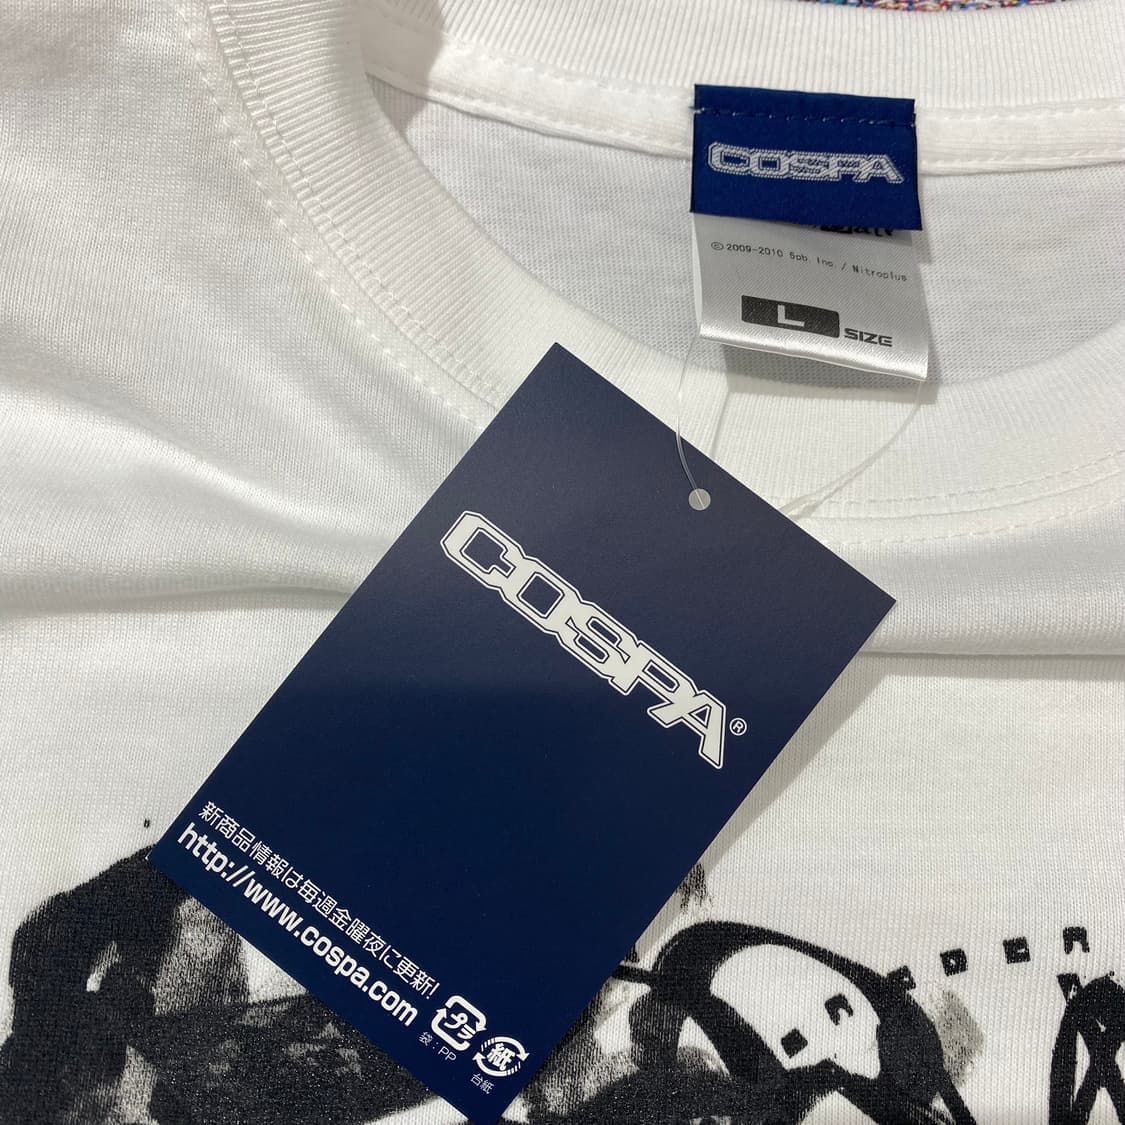 COSPA
© 2009-2010 5pb. Inc. / Nitroplus
L SIZE
COSPA®
新商品情報は毎週金曜夜に更新!
http://www.cospa.com
プラ
袋:PP
紙
台紙